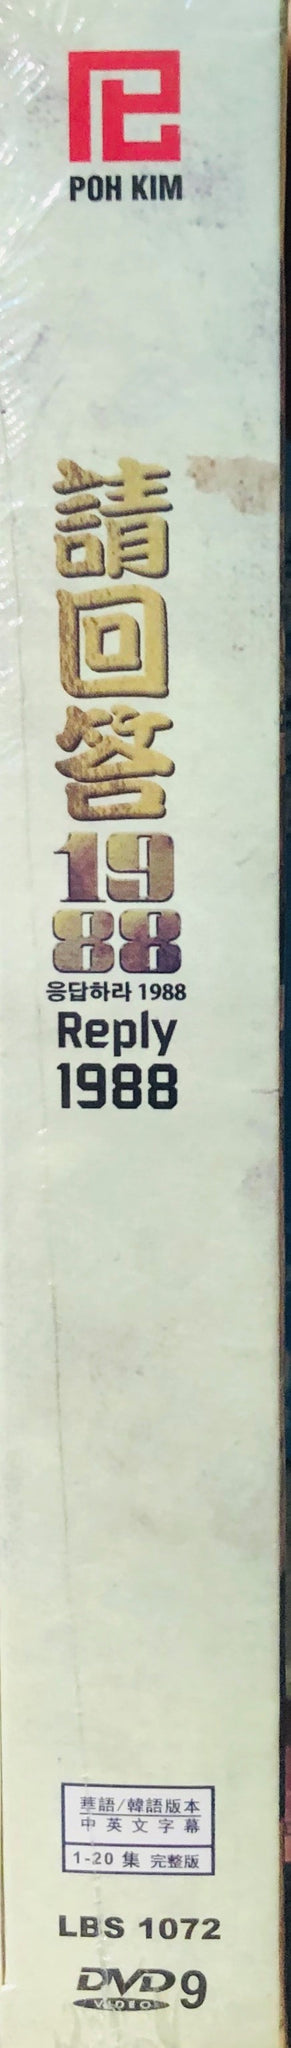 POH KIM
請
回
答
19
88
응답하라 1988
Reply
1988
華語/韓語版本
中英文字幕
1-20 集 完整版
LBS 1072
DVD 9
VIDEO